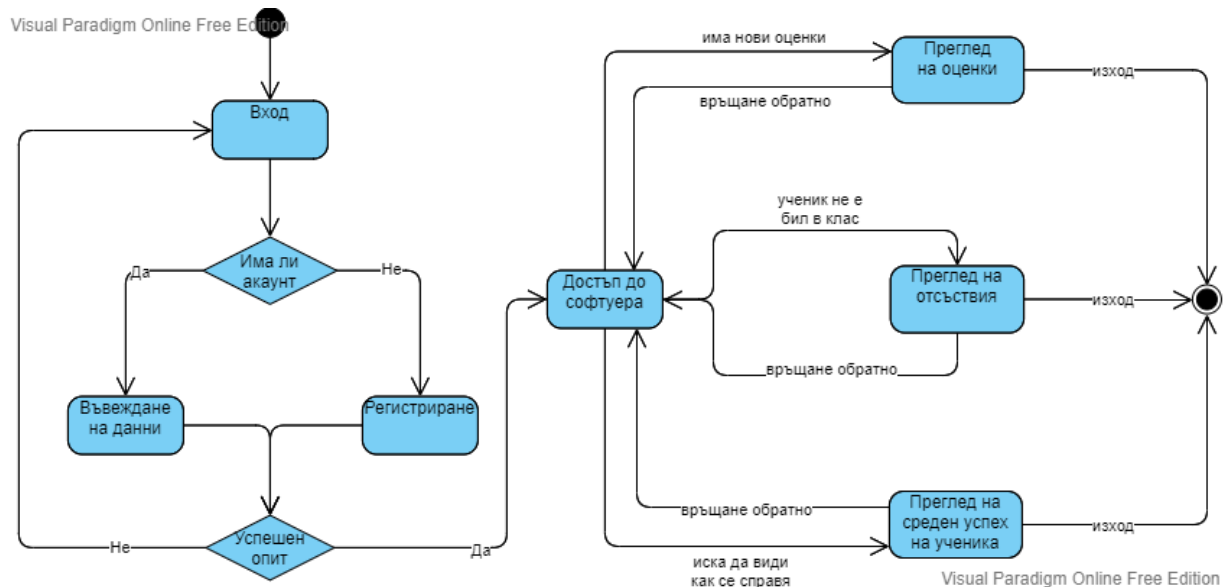 Visual Paradigm Online Free Edition
Вход
Има ли
акаунт
Да
Не
Въвеждане
на данни
Регистриране
Успешен
опит
Не
Да
Достъп до
софтуера
има нови оценки
Преглед
на оценки
изход
връщане обратно
ученик не е
бил в клас
Преглед на
отсъствия
изход
връщане обратно
Преглед на
среден успех
на ученика
изход
връщане обратно
иска да види
как се справя
Visual Paradigm Online Free Edition